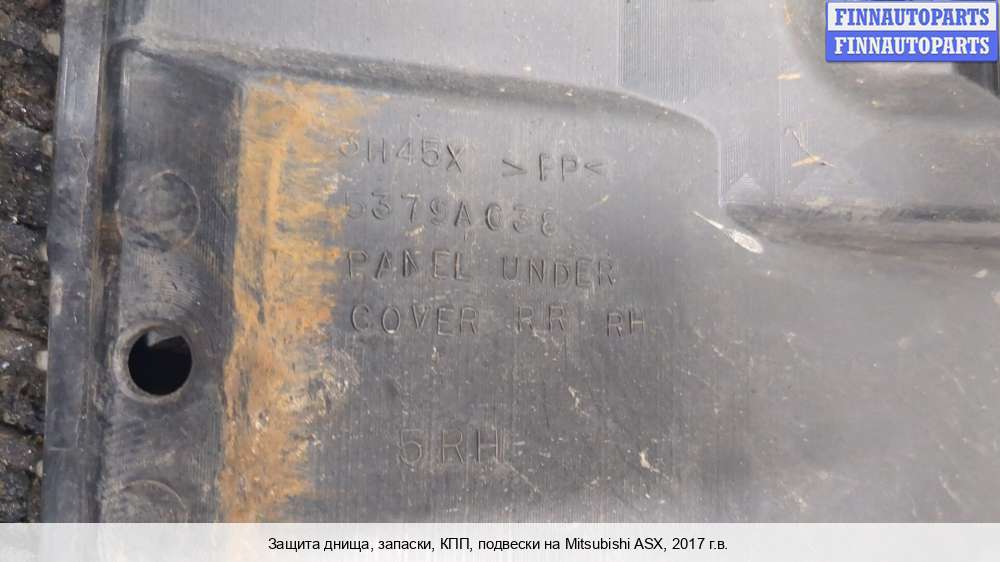 FINNAUTOPARTS
FINNAUTOPARTS
5H45X >PP<
5379A038
PANEL UNDER
COVER RR RH
5RH
Защита днища, запаски, КПП, подвески на Mitsubishi ASX, 2017 г.в.